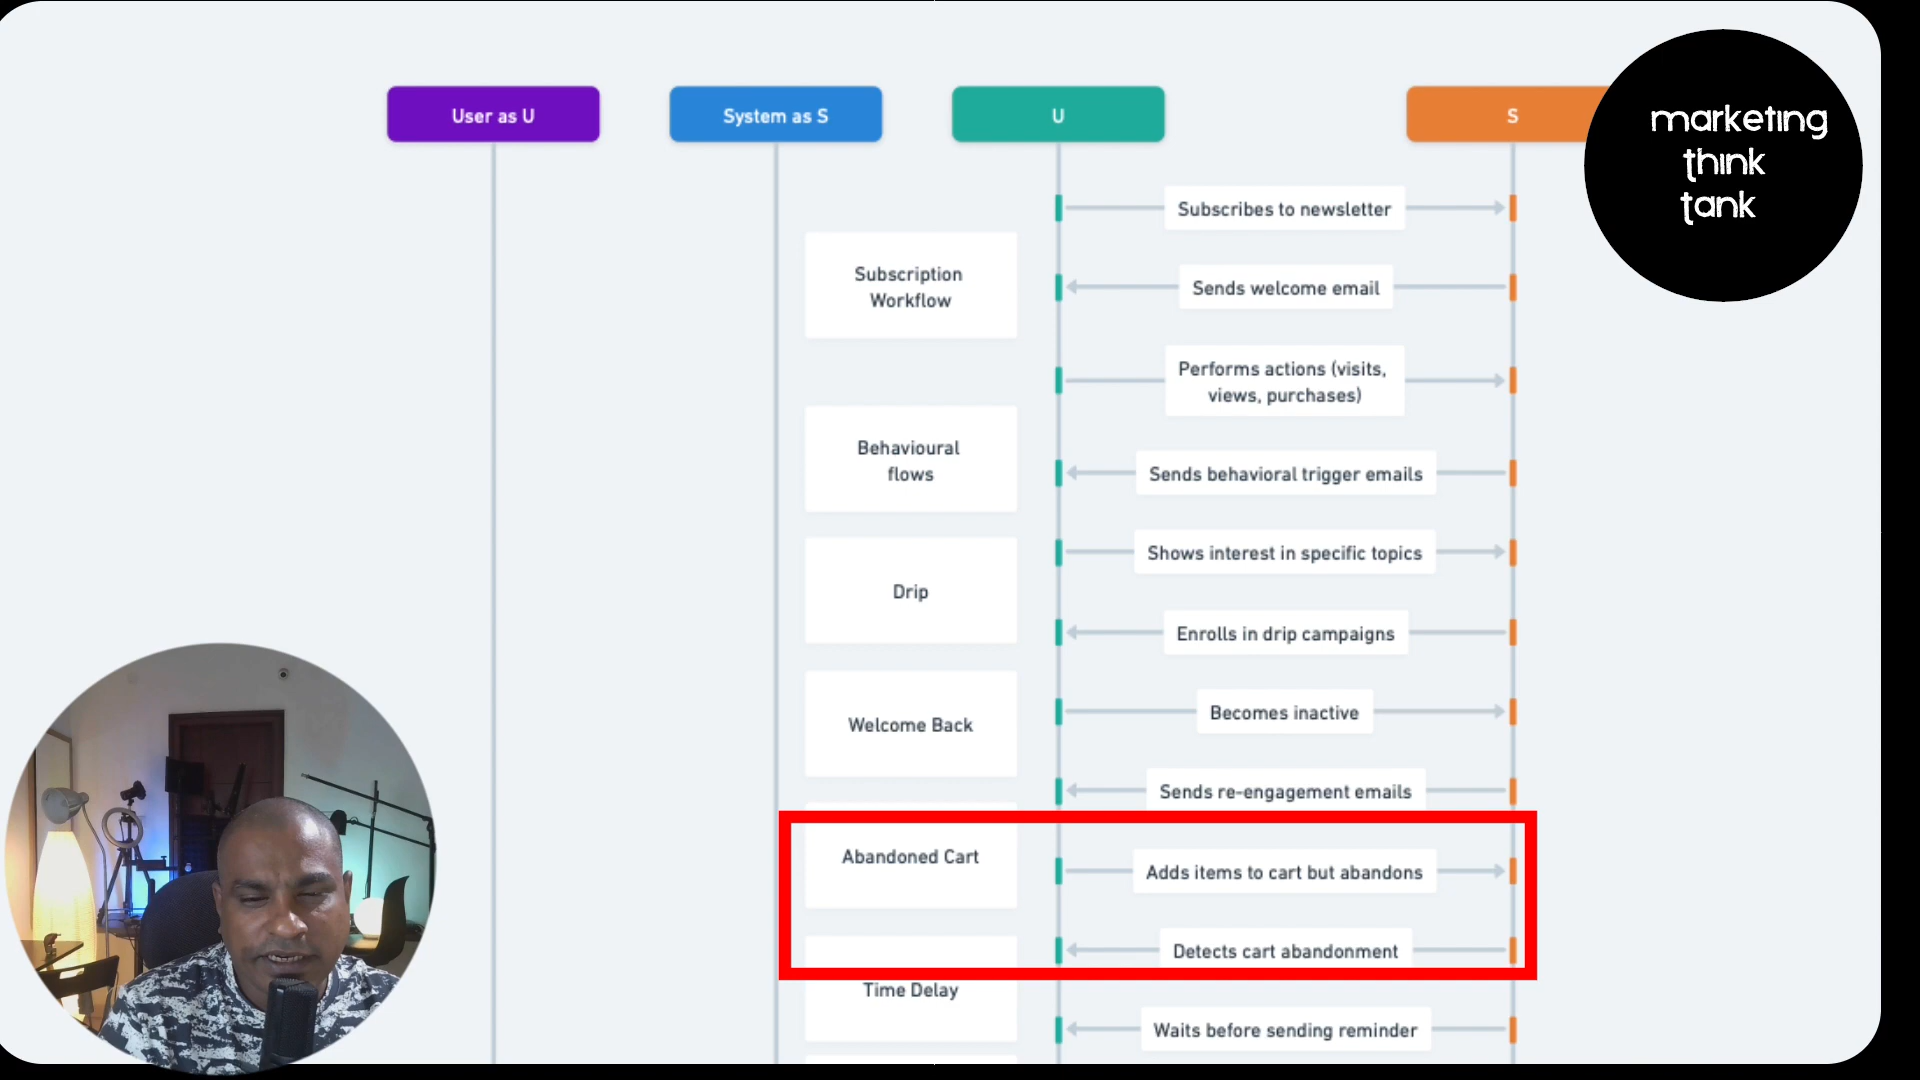 User as U
System as S
U
S
marketing
think
tank
Subscribes to newsletter
Subscription
Workflow
Sends welcome email
Performs actions (visits,
views, purchases)
Behavioural
flows
Sends behavioral trigger emails
Shows interest in specific topics
Drip
Enrolls in drip campaigns
Becomes inactive
Welcome Back
Sends re-engagement emails
Abandoned Cart
Adds items to cart but abandons
Detects cart abandonment
Time Delay
Waits before sending reminder